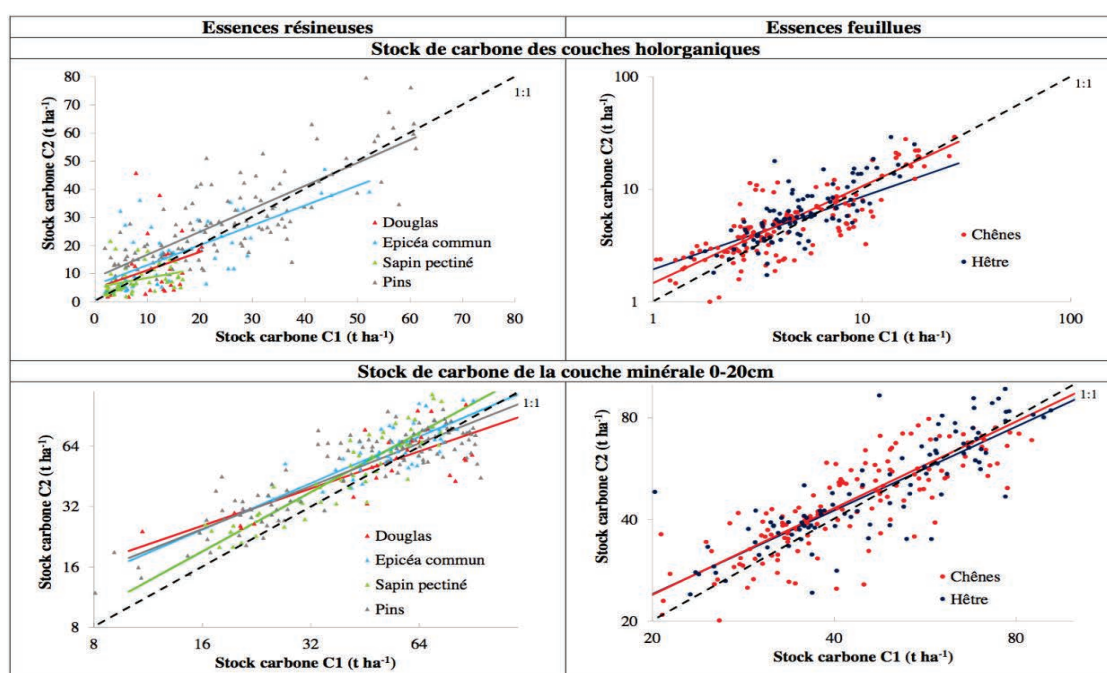 Essences résineuses
Essences feuillues
Stock de carbone des couches holorganiques
80
70
60
50
40
30
20
10
0
Stock carbone C2 (t ha⁻¹)
1:1
Douglas
Epicéa commun
Sapin pectiné
Pins
0 10 20 30 40 50 60 70 80
Stock carbone C1 (t ha⁻¹)
100
10
1
Stock carbone C2 (t ha⁻¹)
1:1
Chênes
Hêtre
1 10 100
Stock carbone C1 (t ha⁻¹)
Stock de carbone de la couche minérale 0-20cm
64
32
16
8
Stock carbone C2 (t ha⁻¹)
1:1
Douglas
Epicéa commun
Sapin pectiné
Pins
8 16 32 64
Stock carbone C1 (t ha⁻¹)
80
40
20
Stock carbone C2 (t ha⁻¹)
1:1
Chênes
Hêtre
20 40 80
Stock carbone C1 (t ha⁻¹)